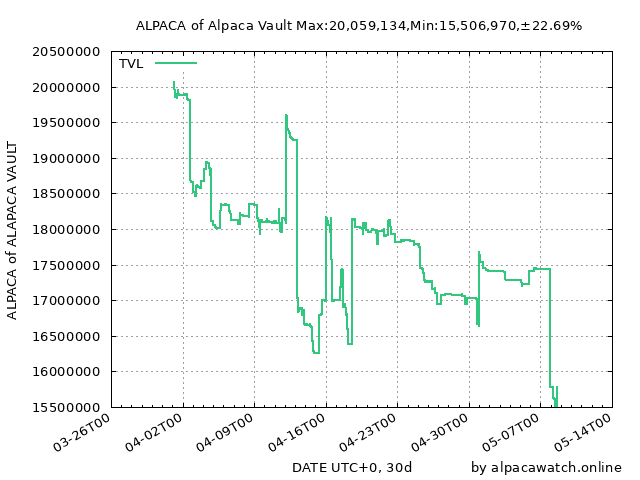 ALPACA of Alpaca Vault Max:20,059,134,Min:15,506,970,±22.69%
TVL
ALPACA of ALAPACA VAULT
20500000
20000000
19500000
19000000
18500000
18000000
17500000
17000000
16500000
16000000
15500000
03-26T00 04-02T00 04-09T00 04-16T00 04-23T00 04-30T00 05-07T00 05-14T00
DATE UTC+0, 30d by alpacawatch.online